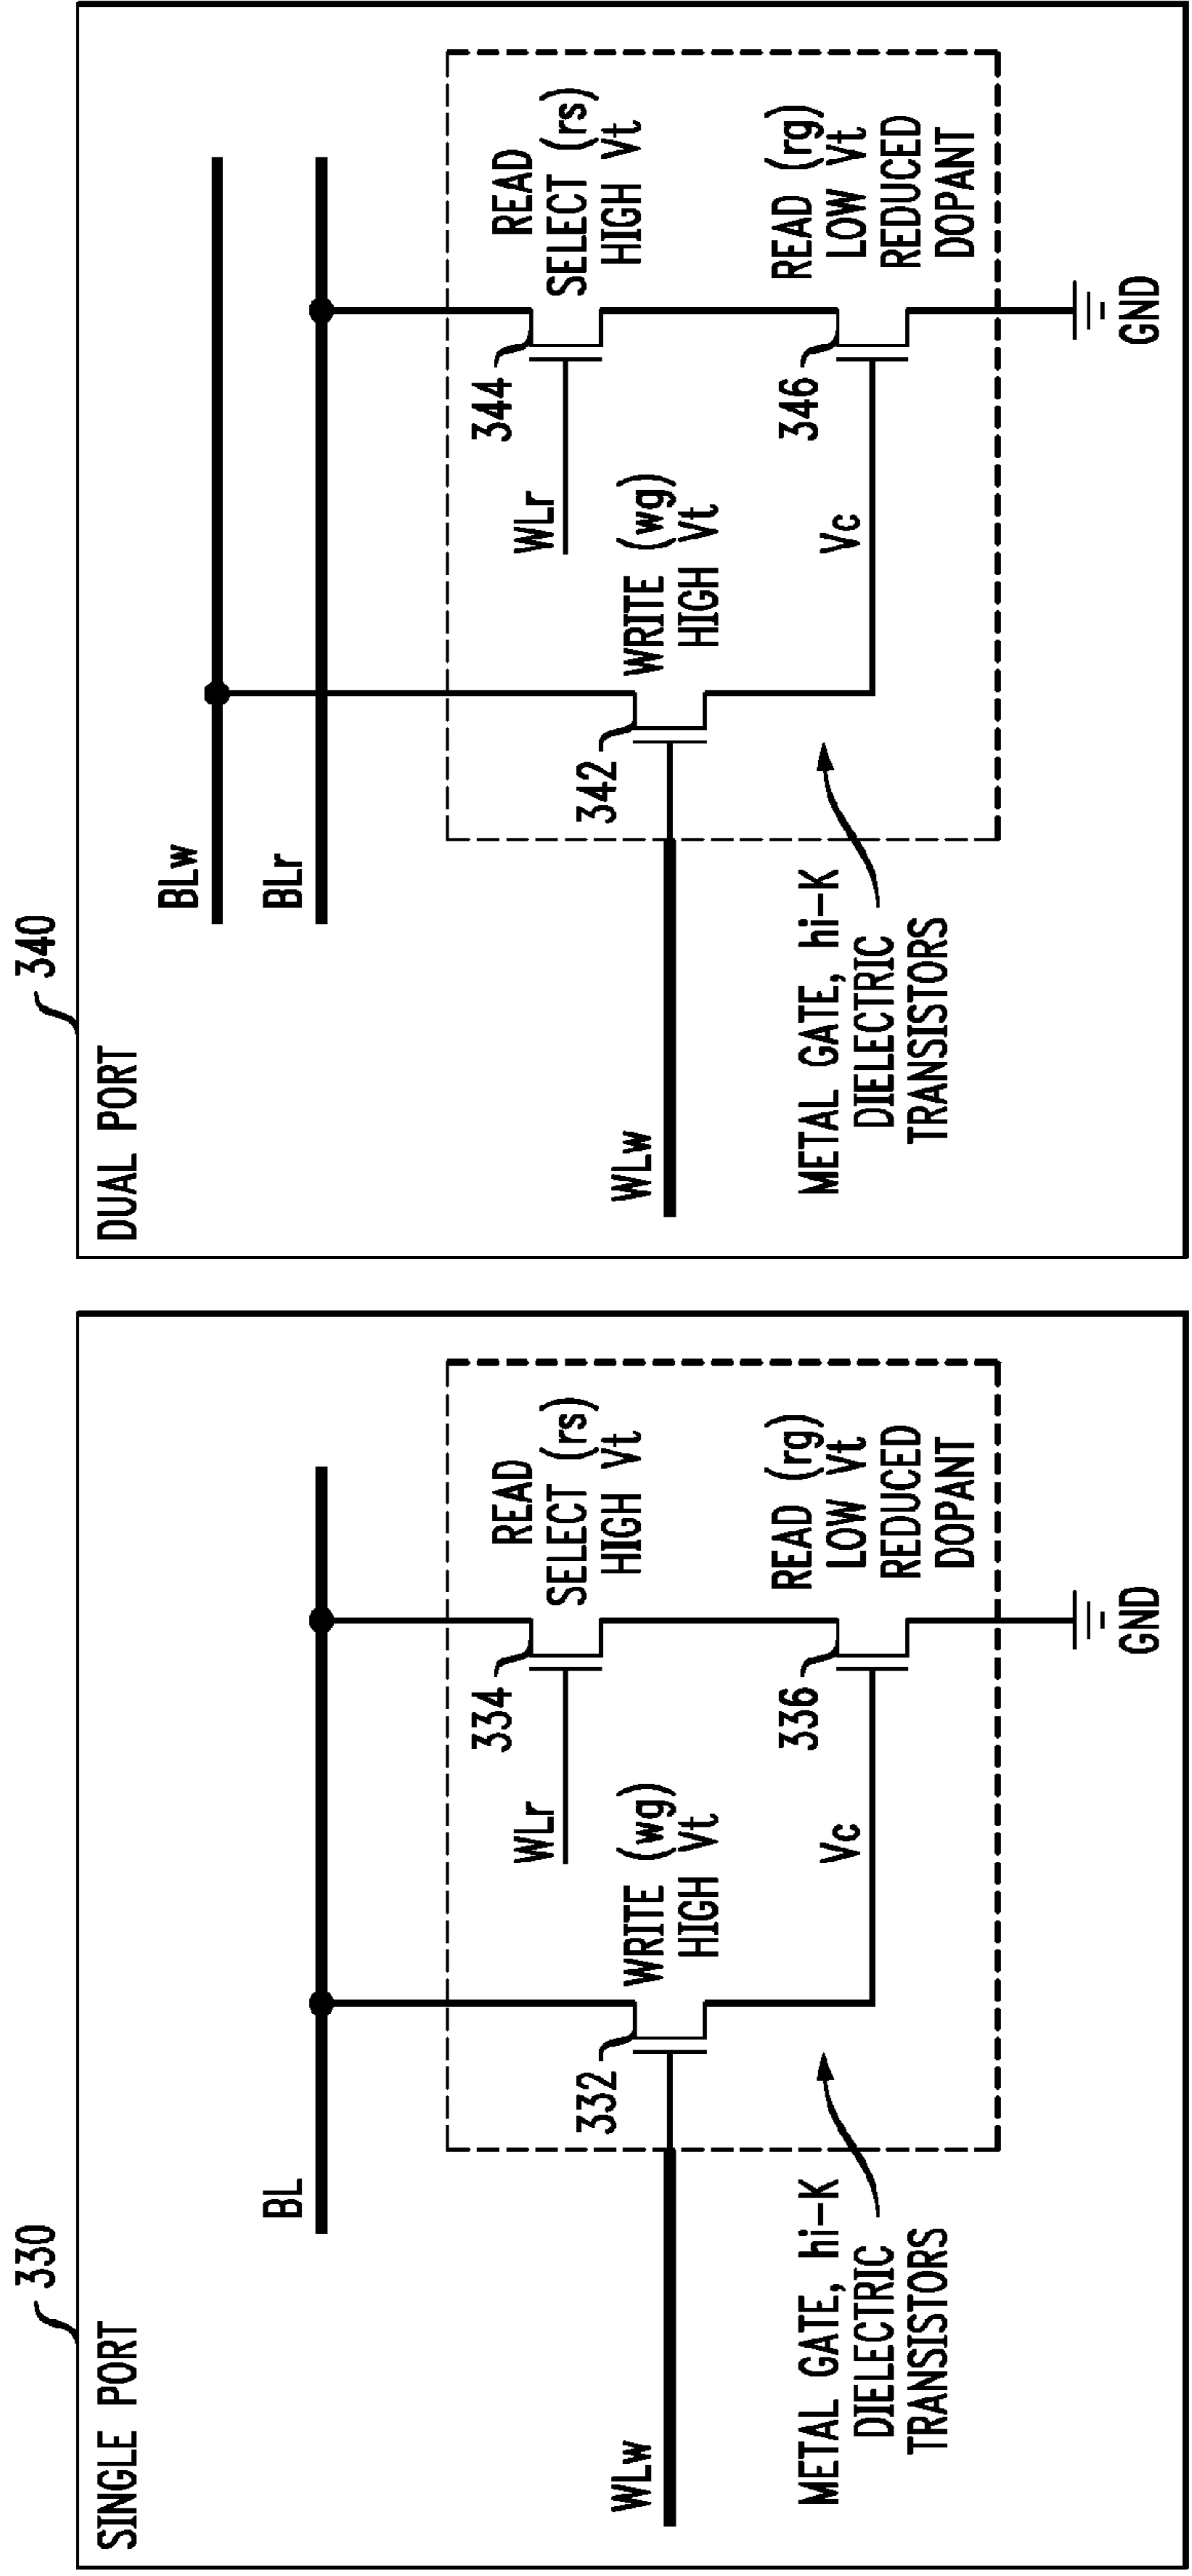 330
SINGLE PORT
BL
WLw
332
WRITE (wg)
HIGH Vt
WLr
334
READ
SELECT (rs)
HIGH Vt
Vc
336
READ (rg)
LOW Vt
REDUCED
DOPANT
METAL GATE, hi-K
DIELECTRIC
TRANSISTORS
GND
340
DUAL PORT
BLw
BLr
WLw
342
WRITE (wg)
HIGH Vt
WLr
344
READ
SELECT (rs)
HIGH Vt
Vc
346
READ (rg)
LOW Vt
REDUCED
DOPANT
METAL GATE, hi-K
DIELECTRIC
TRANSISTORS
GND